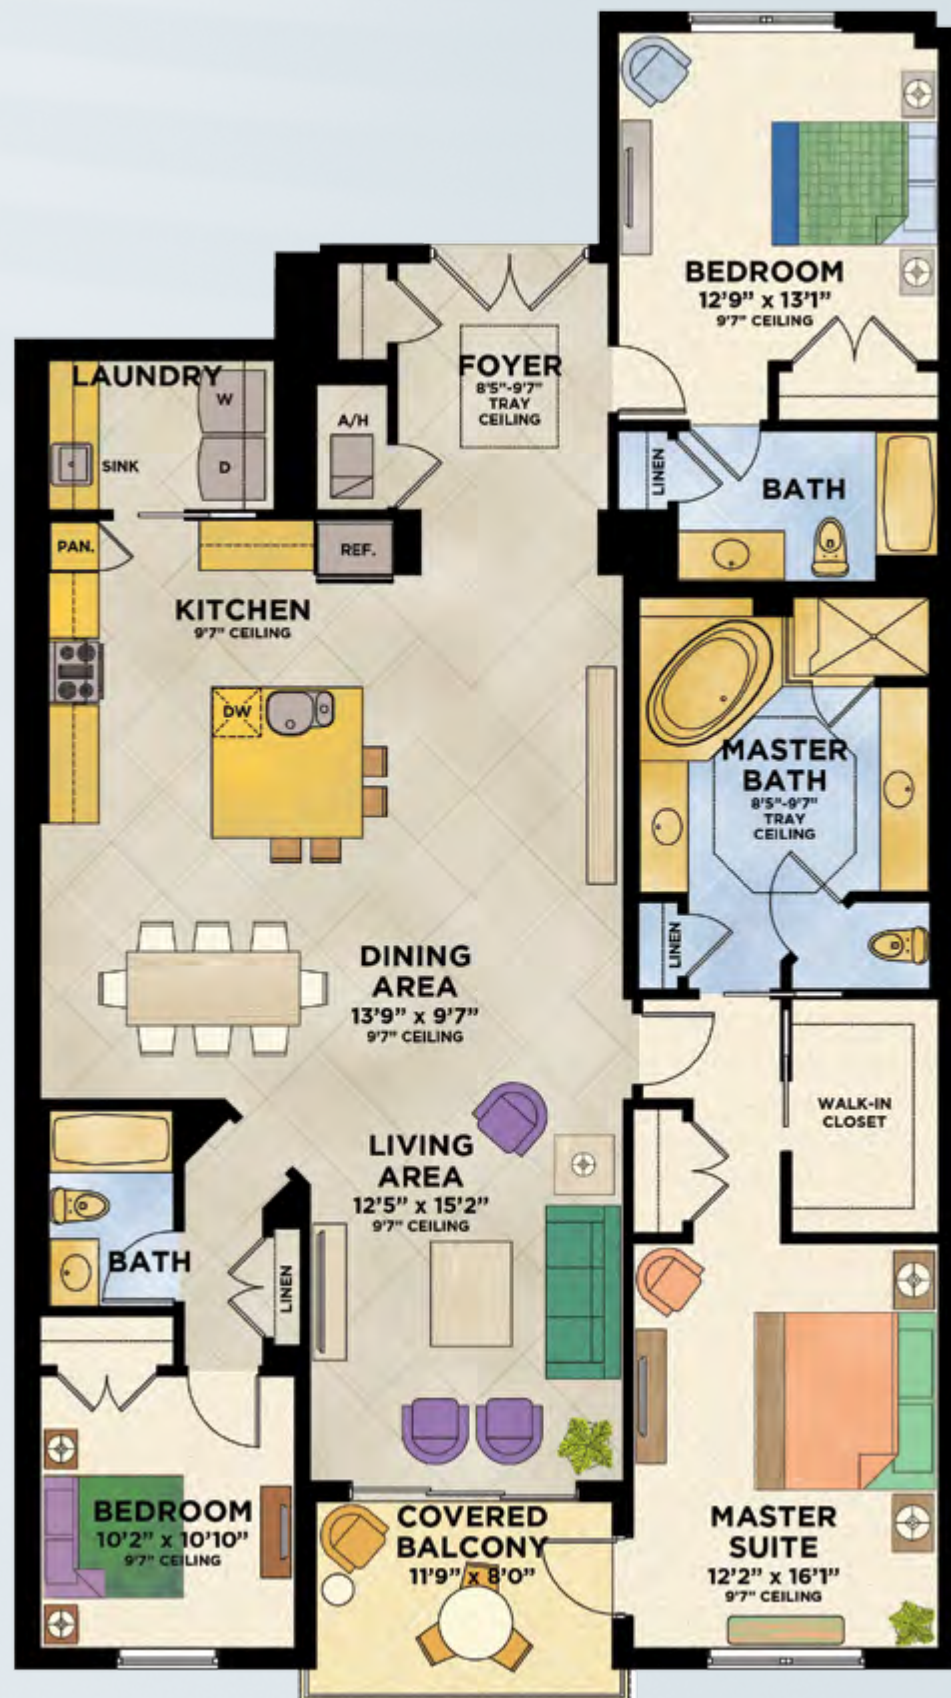 BEDROOM
12'9" x 13'1"
9'7" CEILING
FOYER
8'5"-9'7"
TRAY
CEILING
LAUNDRY
W
D
SINK
A/H
LINEN
BATH
PAN.
REF.
KITCHEN
9'7" CEILING
DW
MASTER
BATH
8'5"-9'7"
TRAY
CEILING
LINEN
DINING
AREA
13'9" x 9'7"
9'7" CEILING
WALK-IN
CLOSET
LIVING
AREA
12'5" x 15'2"
9'7" CEILING
BATH
LINEN
BEDROOM
10'2" x 10'10"
9'7" CEILING
COVERED
BALCONY
11'9" x 8'0"
MASTER
SUITE
12'2" x 16'1"
9'7" CEILING